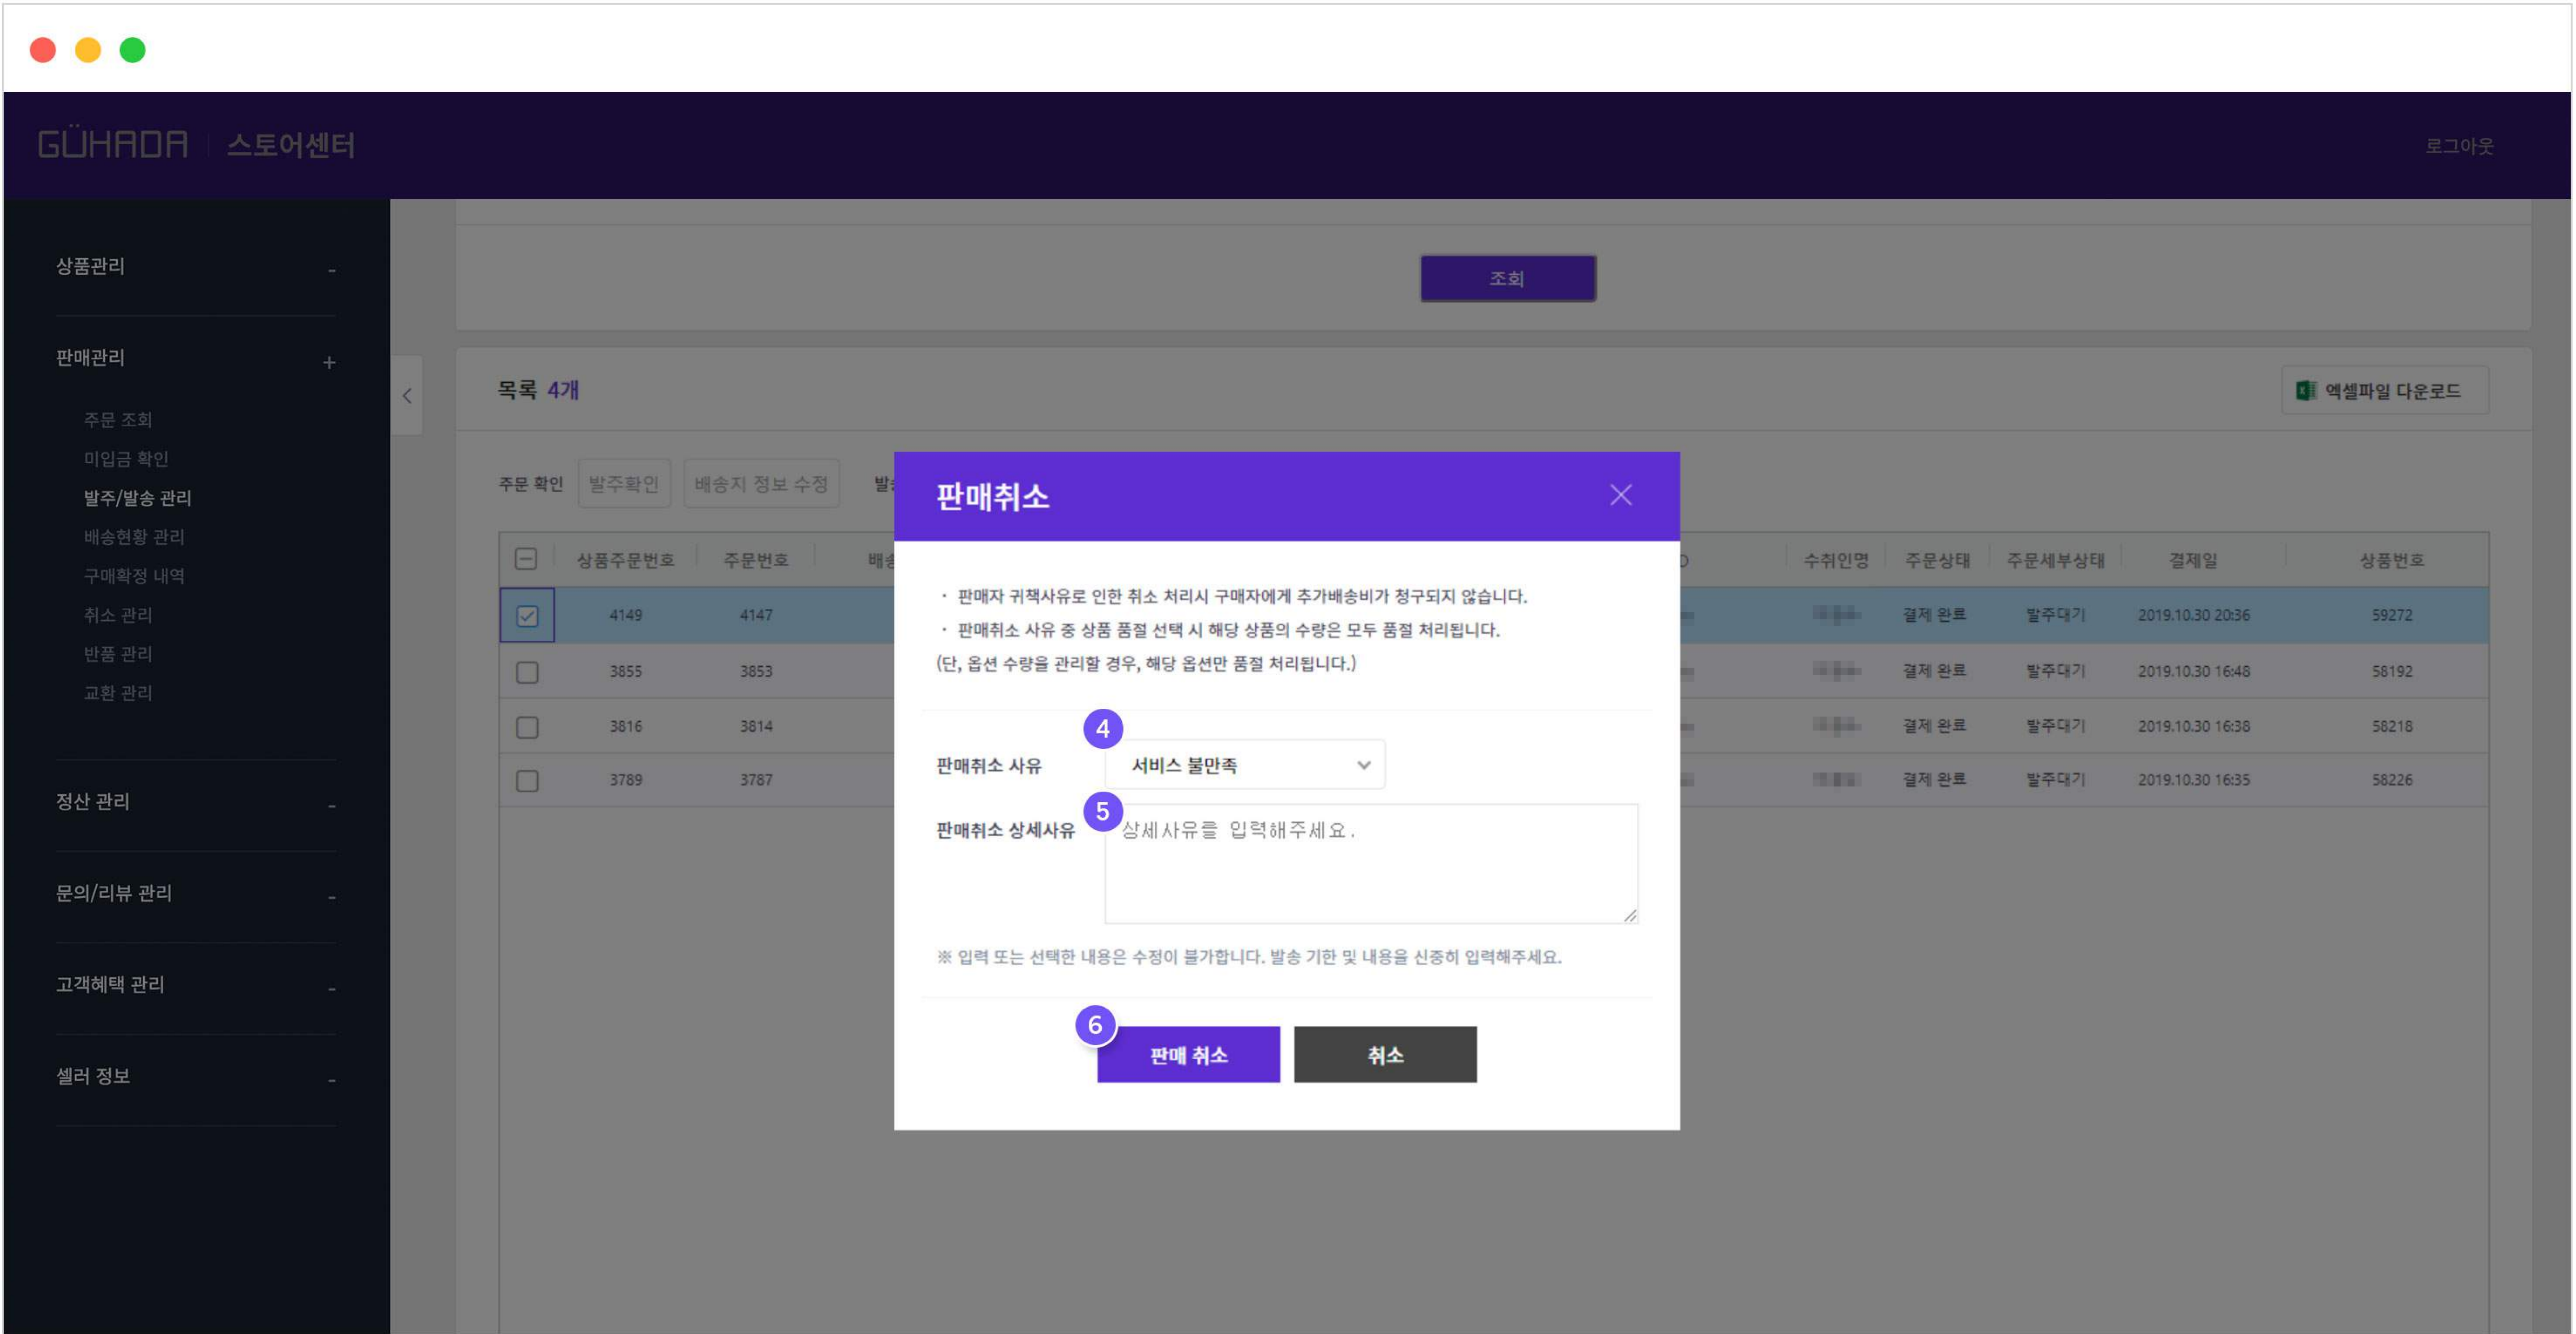 GÜHADA 스토어센터
로그아웃
상품관리 -
판매관리 +
주문 조회
미입금 확인
발주/발송 관리
배송현황 관리
구매확정 내역
취소 관리
반품 관리
교환 관리
정산 관리 -
문의/리뷰 관리 -
고객혜택 관리 -
셀러 정보 -
조회
목록 4개
엑셀파일 다운로드
주문 확인 발주확인 배송지 정보 수정
상품주문번호 주문번호 수취인명 주문상태 주문세부상태 결제일 상품번호
4149 4147 결제 완료 발주대기 2019.10.30 20:36 59272
3855 3853 결제 완료 발주대기 2019.10.30 16:48 58192
3816 3814 결제 완료 발주대기 2019.10.30 16:38 58218
3789 3787 결제 완료 발주대기 2019.10.30 16:35 58226
판매취소
· 판매자 귀책사유로 인한 취소 처리시 구매자에게 추가배송비가 청구되지 않습니다.
· 판매취소 사유 중 상품 품절 선택 시 해당 상품의 수량은 모두 품절 처리됩니다.
(단, 옵션 수량을 관리할 경우, 해당 옵션만 품절 처리됩니다.)
4
판매취소 사유 서비스 불만족
5
판매취소 상세사유 상세사유를 입력해주세요.
※ 입력 또는 선택한 내용은 수정이 불가합니다. 발송 기한 및 내용을 신중히 입력해주세요.
6
판매 취소 취소